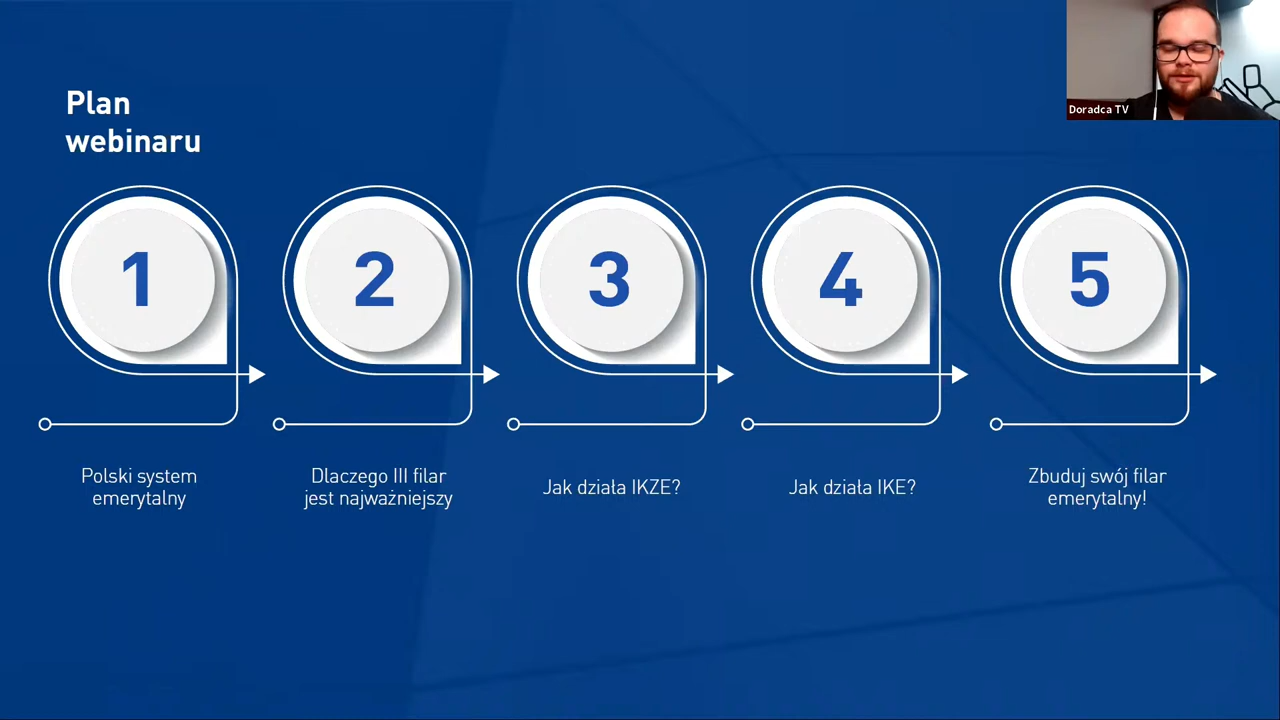 Doradca TV
Plan
webinaru
1
2
3
4
5
Polski system
emerytalny
Dlaczego III filar
jest najważniejszy
Jak działa IKZE?
Jak działa IKE?
Zbuduj swój filar
emerytalny!